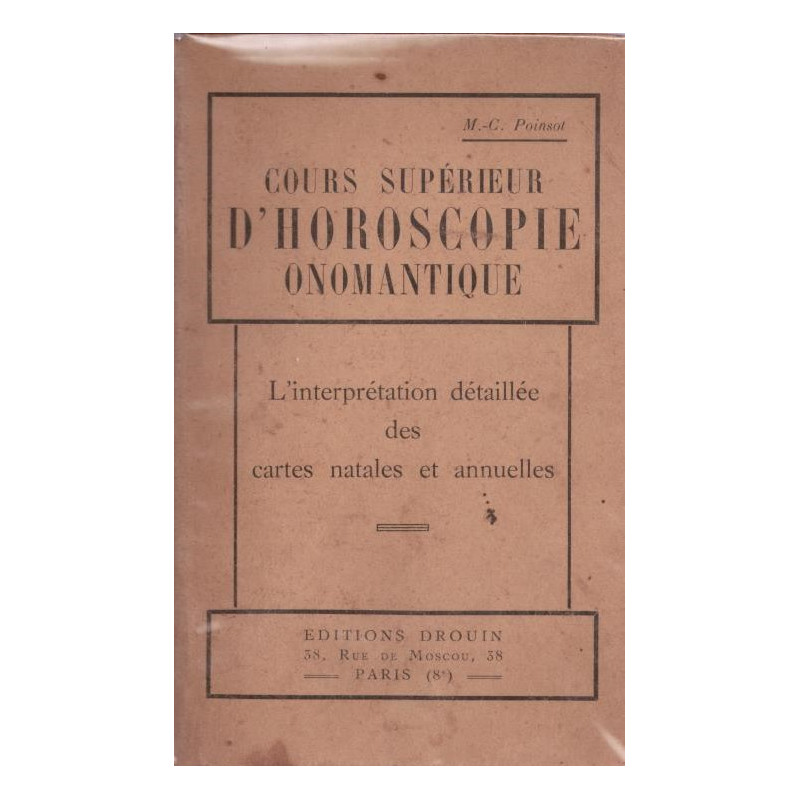 M.-C. Poinsot
COURS SUPÉRIEUR
D'HOROSCOPIE
ONOMANTIQUE
L'interprétation détaillée
des
cartes natales et annuelles
EDITIONS DROUIN
38, RUE DE MOSCOU, 38
PARIS (8e)